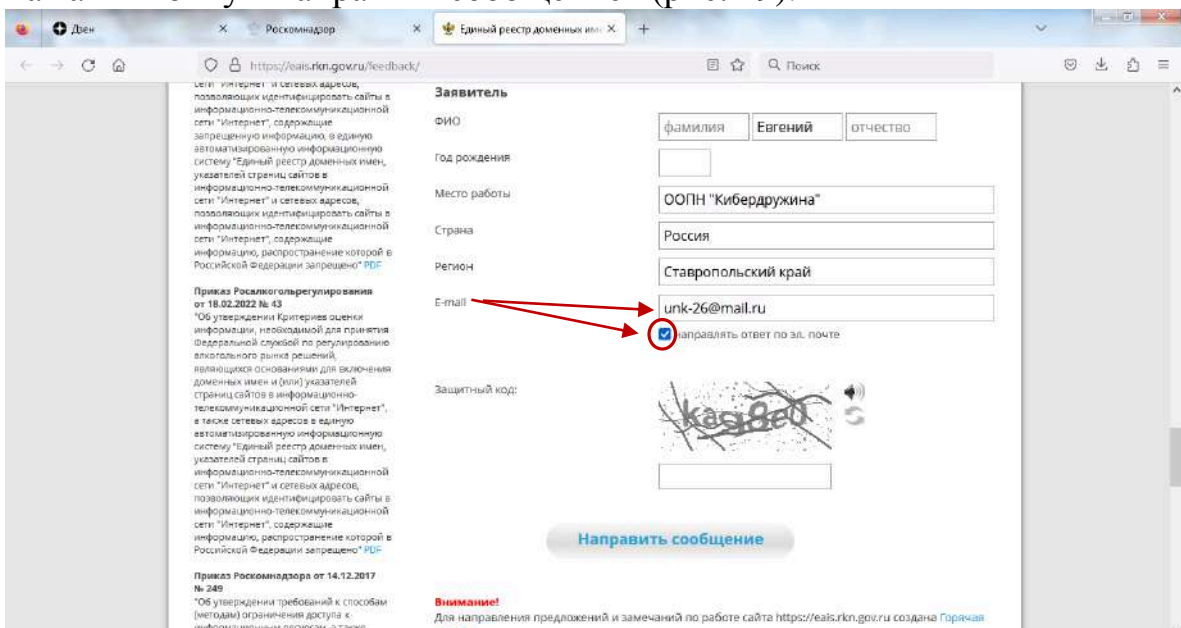 Дзен
Роскомнадзор
Единый реестр доменных име
https://eais.rkn.gov.ru/feedback/
Поиск
сети "Интернет" и сетевых адресов,
позволяющих идентифицировать сайты в
информационно-телекоммуникационной
сети "Интернет", содержащие
запрещенную информацию, в единую
автоматизированную информационную
систему "Единый реестр доменных имен,
указателей страниц сайтов в
информационно-телекоммуникационной
сети "Интернет" и сетевых адресов,
позволяющих идентифицировать сайты в
информационно-телекоммуникационной
сети "Интернет", содержащие
информацию, распространение которой в
Российской Федерации запрещено" PDF
Приказ Росалкогольрегулирования
от 18.02.2022 № 43
"Об утверждении Критериев оценки
информации, необходимой для принятия
Федеральной службой по регулированию
алкогольного рынка решений,
являющихся основаниями для включения
доменных имен и (или) указателей
страниц сайтов в информационно-
телекоммуникационной сети "Интернет",
а также сетевых адресов в единую
автоматизированную информационную
систему "Единый реестр доменных имен,
указателей страниц сайтов в
информационно-телекоммуникационной
сети "Интернет" и сетевых адресов,
позволяющих идентифицировать сайты в
информационно-телекоммуникационной
сети "Интернет", содержащие
информацию, распространение которой в
Российской Федерации запрещено" PDF
Приказ Роскомнадзора от 14.12.2017
№ 249
"Об утверждении требований к способам
(методам) ограничения доступа к
Заявитель
ФИО фамилия Евгений отчество
Год рождения
Место работы ООПН "Кибердружина"
Страна Россия
Регион Ставропольский край
E-mail unk-26@mail.ru
направлять ответ по эл. почте
Защитный код:
Направить сообщение
Внимание!
Для направления предложений и замечаний по работе сайта https://eais.rkn.gov.ru создана Горячая